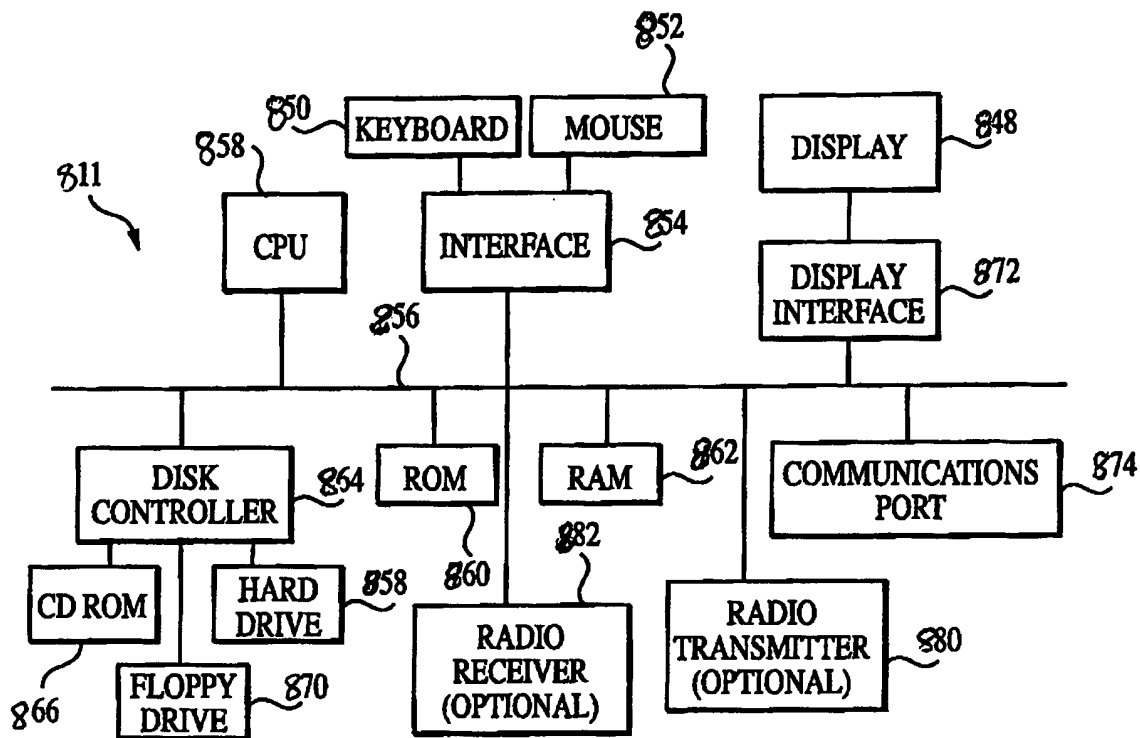 852
850
KEYBOARD
MOUSE
848
DISPLAY
858
811
CPU
INTERFACE
854
DISPLAY
INTERFACE
872
856
DISK
CONTROLLER
864
ROM
860
RAM
862
COMMUNICATIONS
PORT
874
CD ROM
866
HARD
DRIVE
858
FLOPPY
DRIVE
870
882
RADIO
RECEIVER
(OPTIONAL)
RADIO
TRANSMITTER
(OPTIONAL)
880